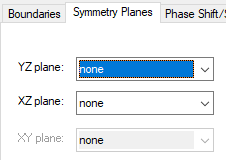 Boundaries Symmetry Planes Phase Shift/S
YZ plane: none
XZ plane: none
XY plane: none